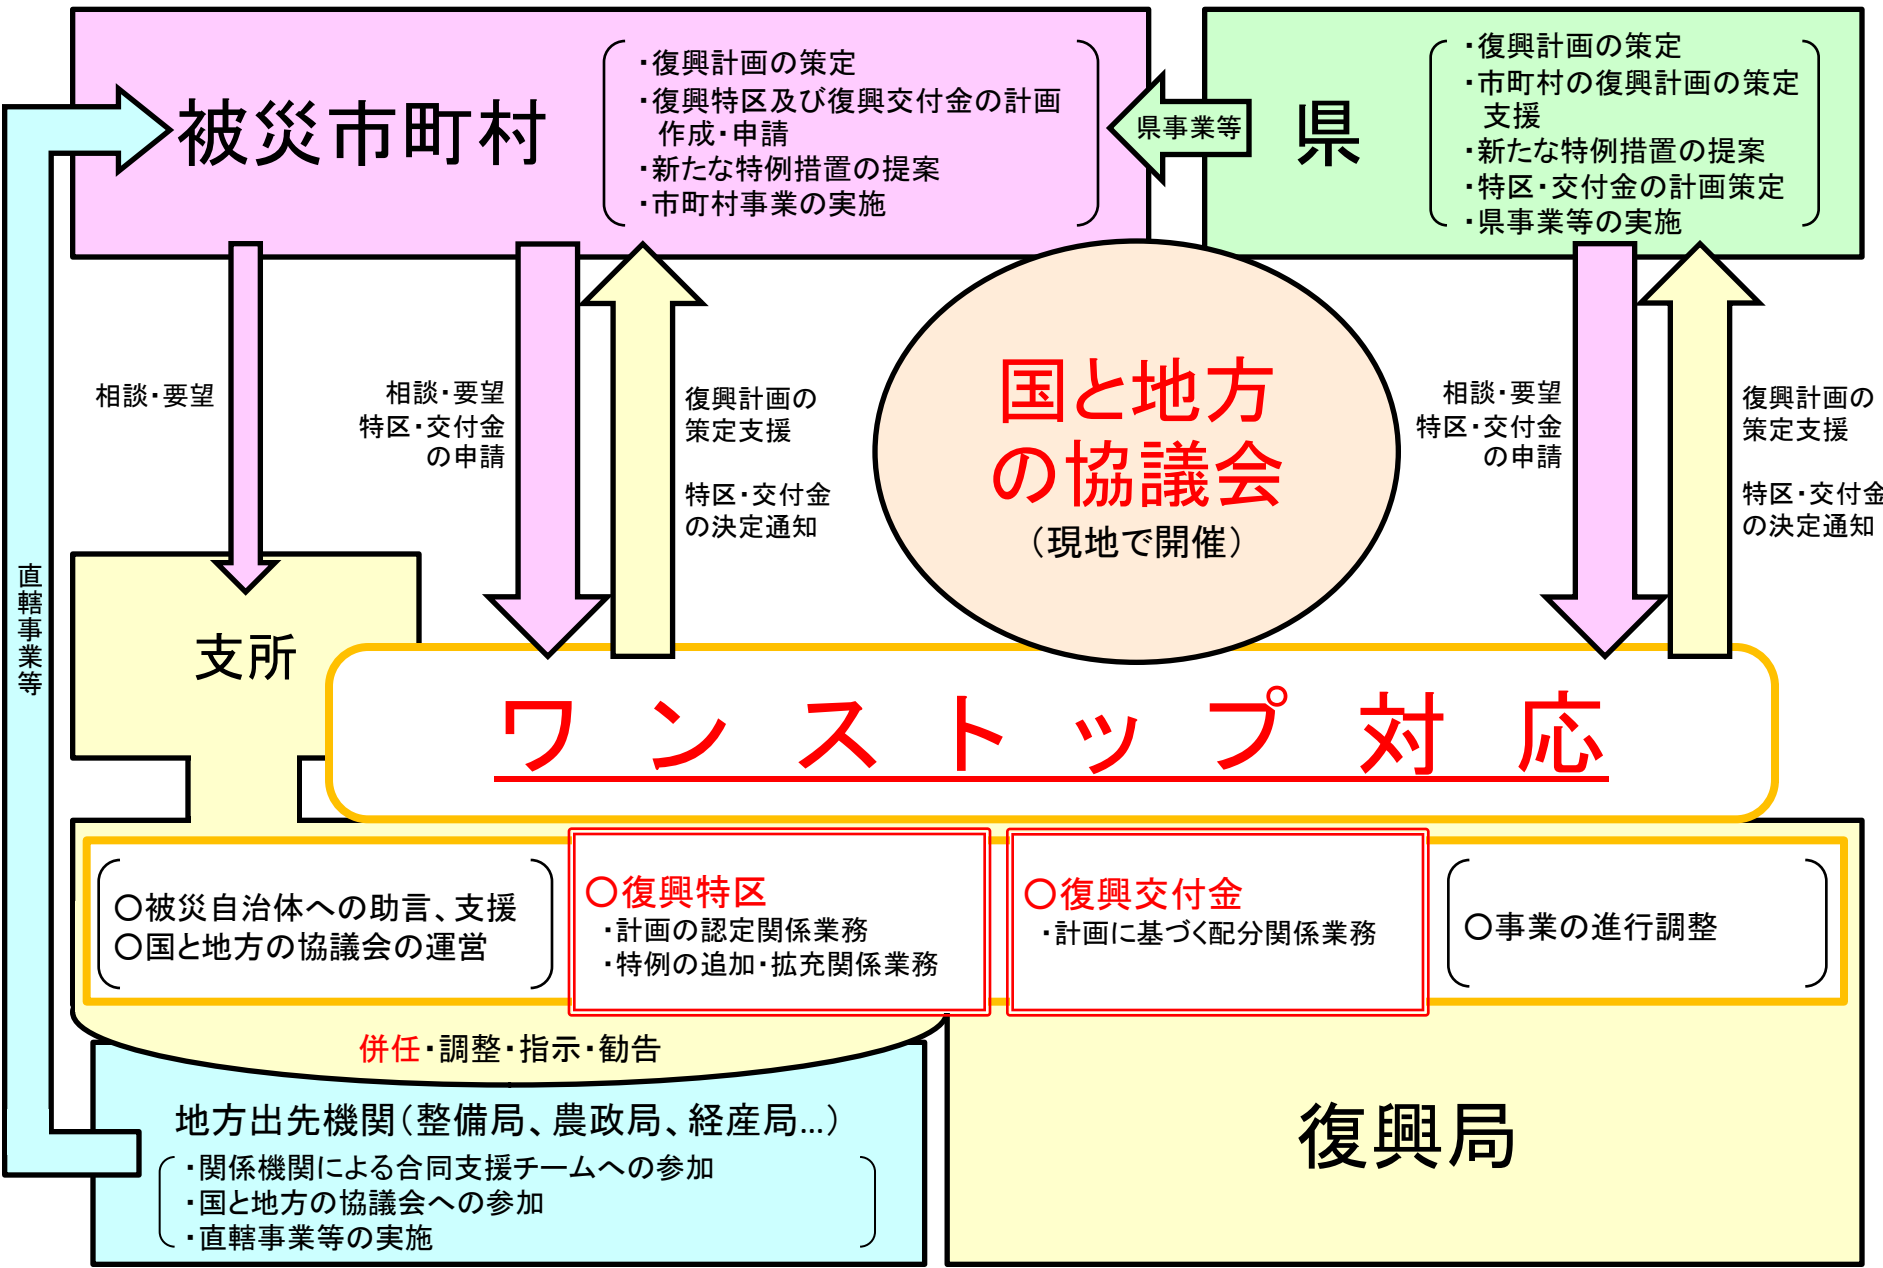 被災市町村
・復興計画の策定
・復興特区及び復興交付金の計画
作成・申請
・新たな特例措置の提案
・市町村事業の実施
県事業等
県
・復興計画の策定
・市町村の復興計画の策定
支援
・新たな特例措置の提案
・特区・交付金の計画策定
・県事業等の実施
相談・要望
相談・要望
特区・交付金
の申請
復興計画の
策定支援
特区・交付金
の決定通知
国と地方
の協議会
（現地で開催）
相談・要望
特区・交付金
の申請
復興計画の
策定支援
特区・交付金
の決定通知
直轄事業等
支所
ワンストップ対応
○被災自治体への助言、支援
○国と地方の協議会の運営
○復興特区
・計画の認定関係業務
・特例の追加・拡充関係業務
○復興交付金
・計画に基づく配分関係業務
○事業の進行調整
併任・調整・指示・勧告
地方出先機関（整備局、農政局、経産局…）
・関係機関による合同支援チームへの参加
・国と地方の協議会への参加
・直轄事業等の実施
復興局